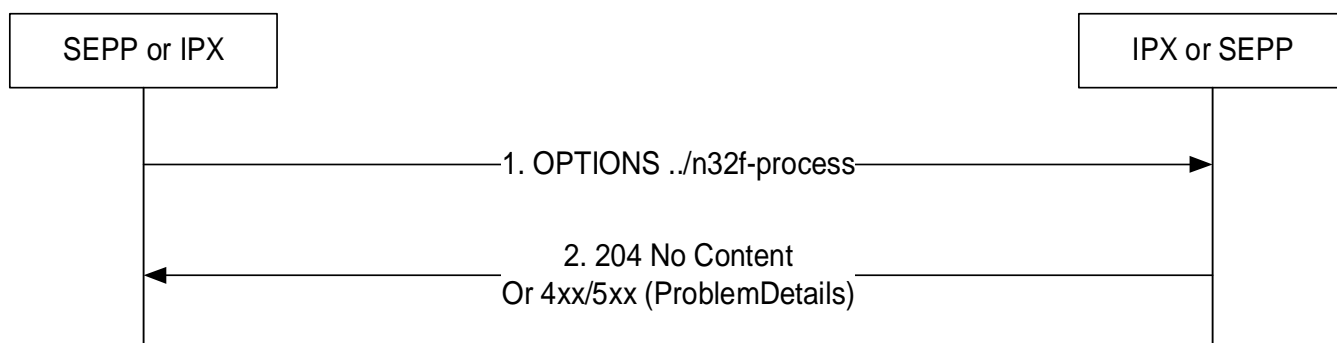 SEPP or IPX
IPX or SEPP
1. OPTIONS ../n32f-process
2. 204 No Content
Or 4xx/5xx (ProblemDetails)